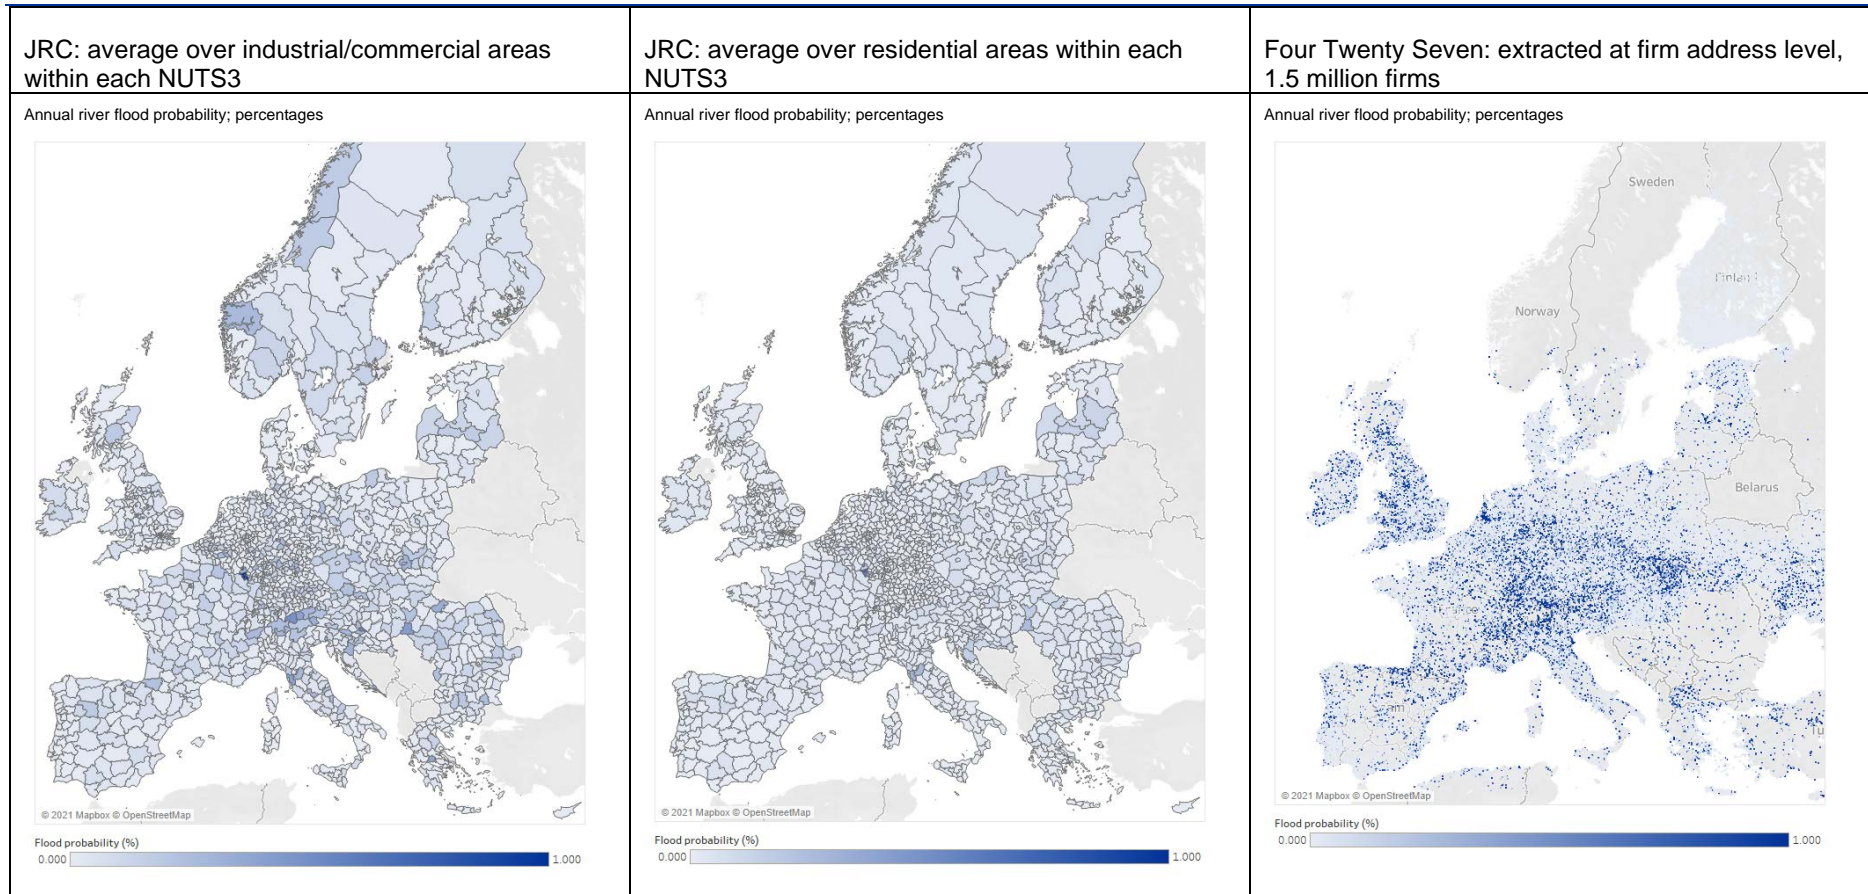 JRC: average over industrial/commercial areas
within each NUTS3
JRC: average over residential areas within each
NUTS3
Four Twenty Seven: extracted at firm address level,
1.5 million firms
Annual river flood probability; percentages
Annual river flood probability; percentages
Annual river flood probability; percentages
Sweden
Norway
Belarus
© 2021 Mapbox © OpenStreetMap
© 2021 Mapbox © OpenStreetMap
© 2021 Mapbox © OpenStreetMap
Flood probability (%)
0.000 1.000
Flood probability (%)
0.000 1.000
Flood probability (%)
0.000 1.000